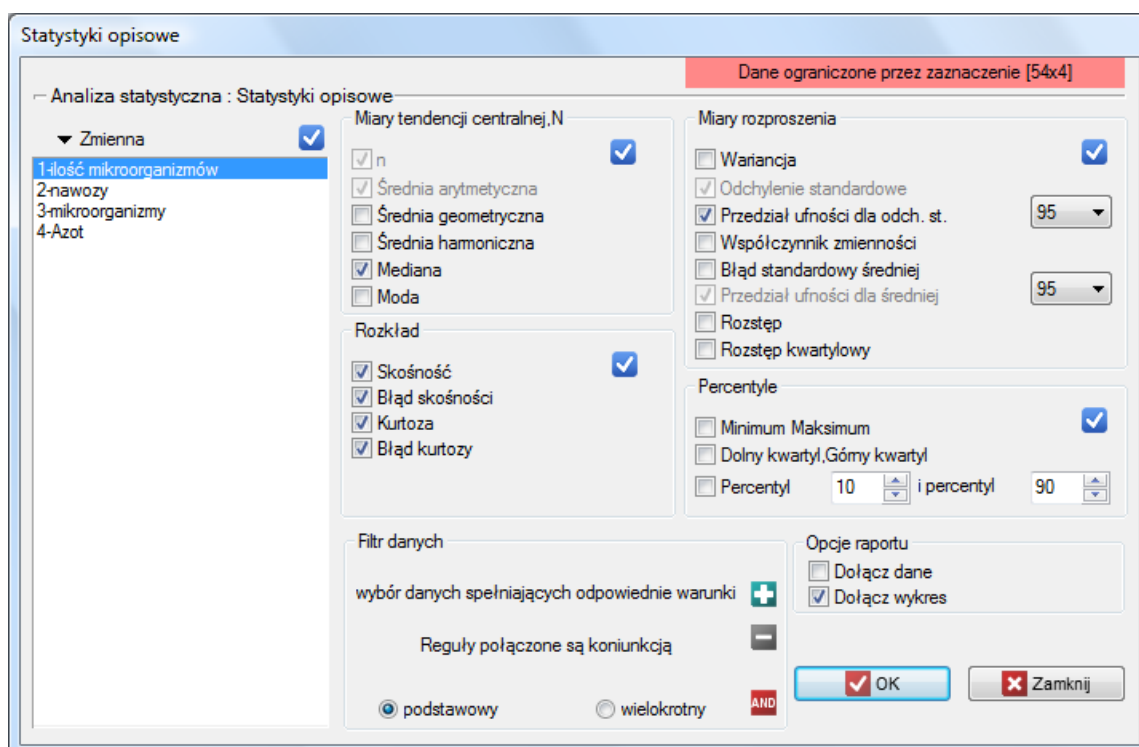 Statystyki opisowe
Dane ograniczone przez zaznaczenie [54x4]
Analiza statystyczna : Statystyki opisowe
Zmienna
1-ilość mikroorganizmów
2-nawozy
3-mikroorganizmy
4-Azot
Miary tendencji centralnej,N
n
Średnia arytmetyczna
Średnia geometryczna
Średnia harmoniczna
Mediana
Moda
Rozkład
Skośność
Błąd skośności
Kurtoza
Błąd kurtozy
Miary rozproszenia
Wariancja
Odchylenie standardowe
Przedział ufności dla odch. st. 95
Współczynnik zmienności
Błąd standardowy średniej
Przedział ufności dla średniej 95
Rozstęp
Rozstęp kwartylowy
Percentyle
Minimum Maksimum
Dolny kwartyl,Górny kwartyl
Percentyl 10 i percentyl 90
Filtr danych
wybór danych spełniających odpowiednie warunki
Reguły połączone są koniunkcją
podstawowy wielokrotny AND
Opcje raportu
Dołącz dane
Dołącz wykres
OK Zamknij